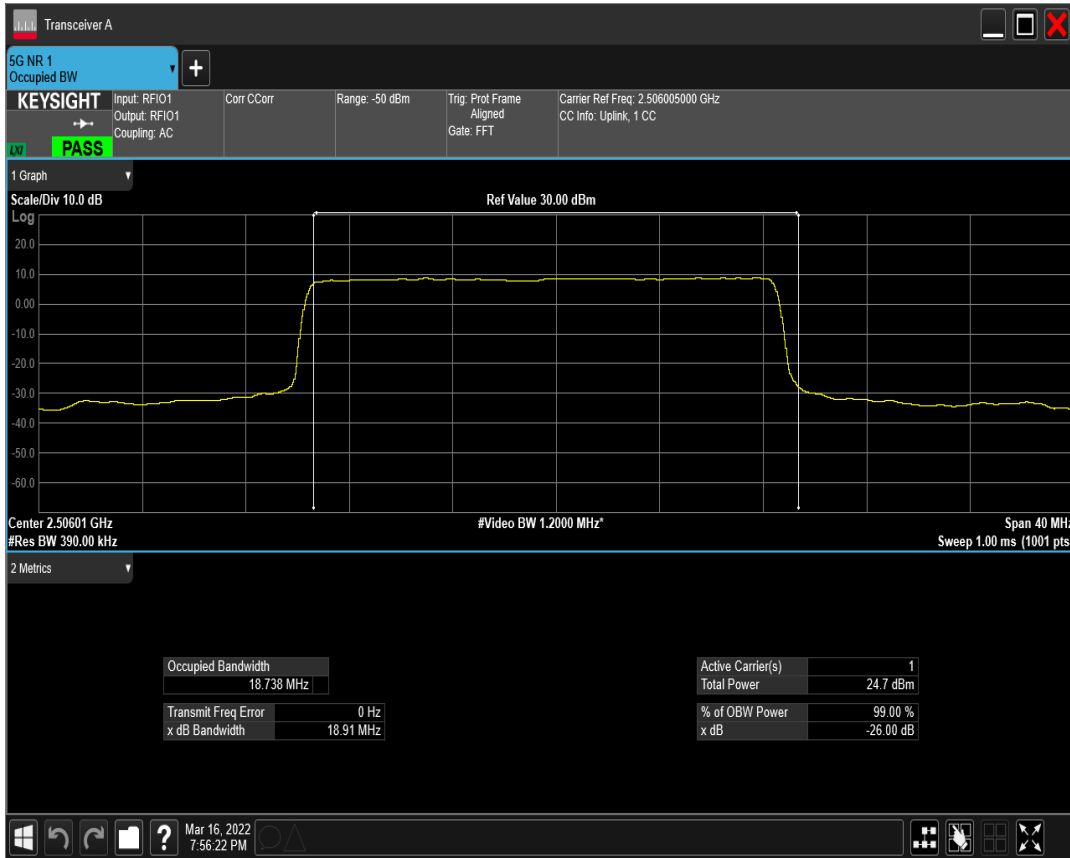 Transceiver A
5G NR 1
Occupied BW
KEYSIGHT
Input: RFIO1
Output: RFIO1
Coupling: AC
Corr CCorr
Range: -50 dBm
Trig: Prot Frame
Aligned
Gate: FFT
Carrier Ref Freq: 2.506005000 GHz
CC Info: Uplink, 1 CC
LXI
PASS
1 Graph
Scale/Div 10.0 dB
Ref Value 30.00 dBm
Log
20.0
10.0
0.00
-10.0
-20.0
-30.0
-40.0
-50.0
-60.0
Center 2.50601 GHz
#Video BW 1.2000 MHz*
Span 40 MHz
#Res BW 390.00 kHz
Sweep 1.00 ms (1001 pts
2 Metrics
Occupied Bandwidth
18.738 MHz
Transmit Freq Error 0 Hz
x dB Bandwidth 18.91 MHz
Active Carrier(s) 1
Total Power 24.7 dBm
% of OBW Power 99.00 %
x dB -26.00 dB
?
Mar 16, 2022
7:56:22 PM